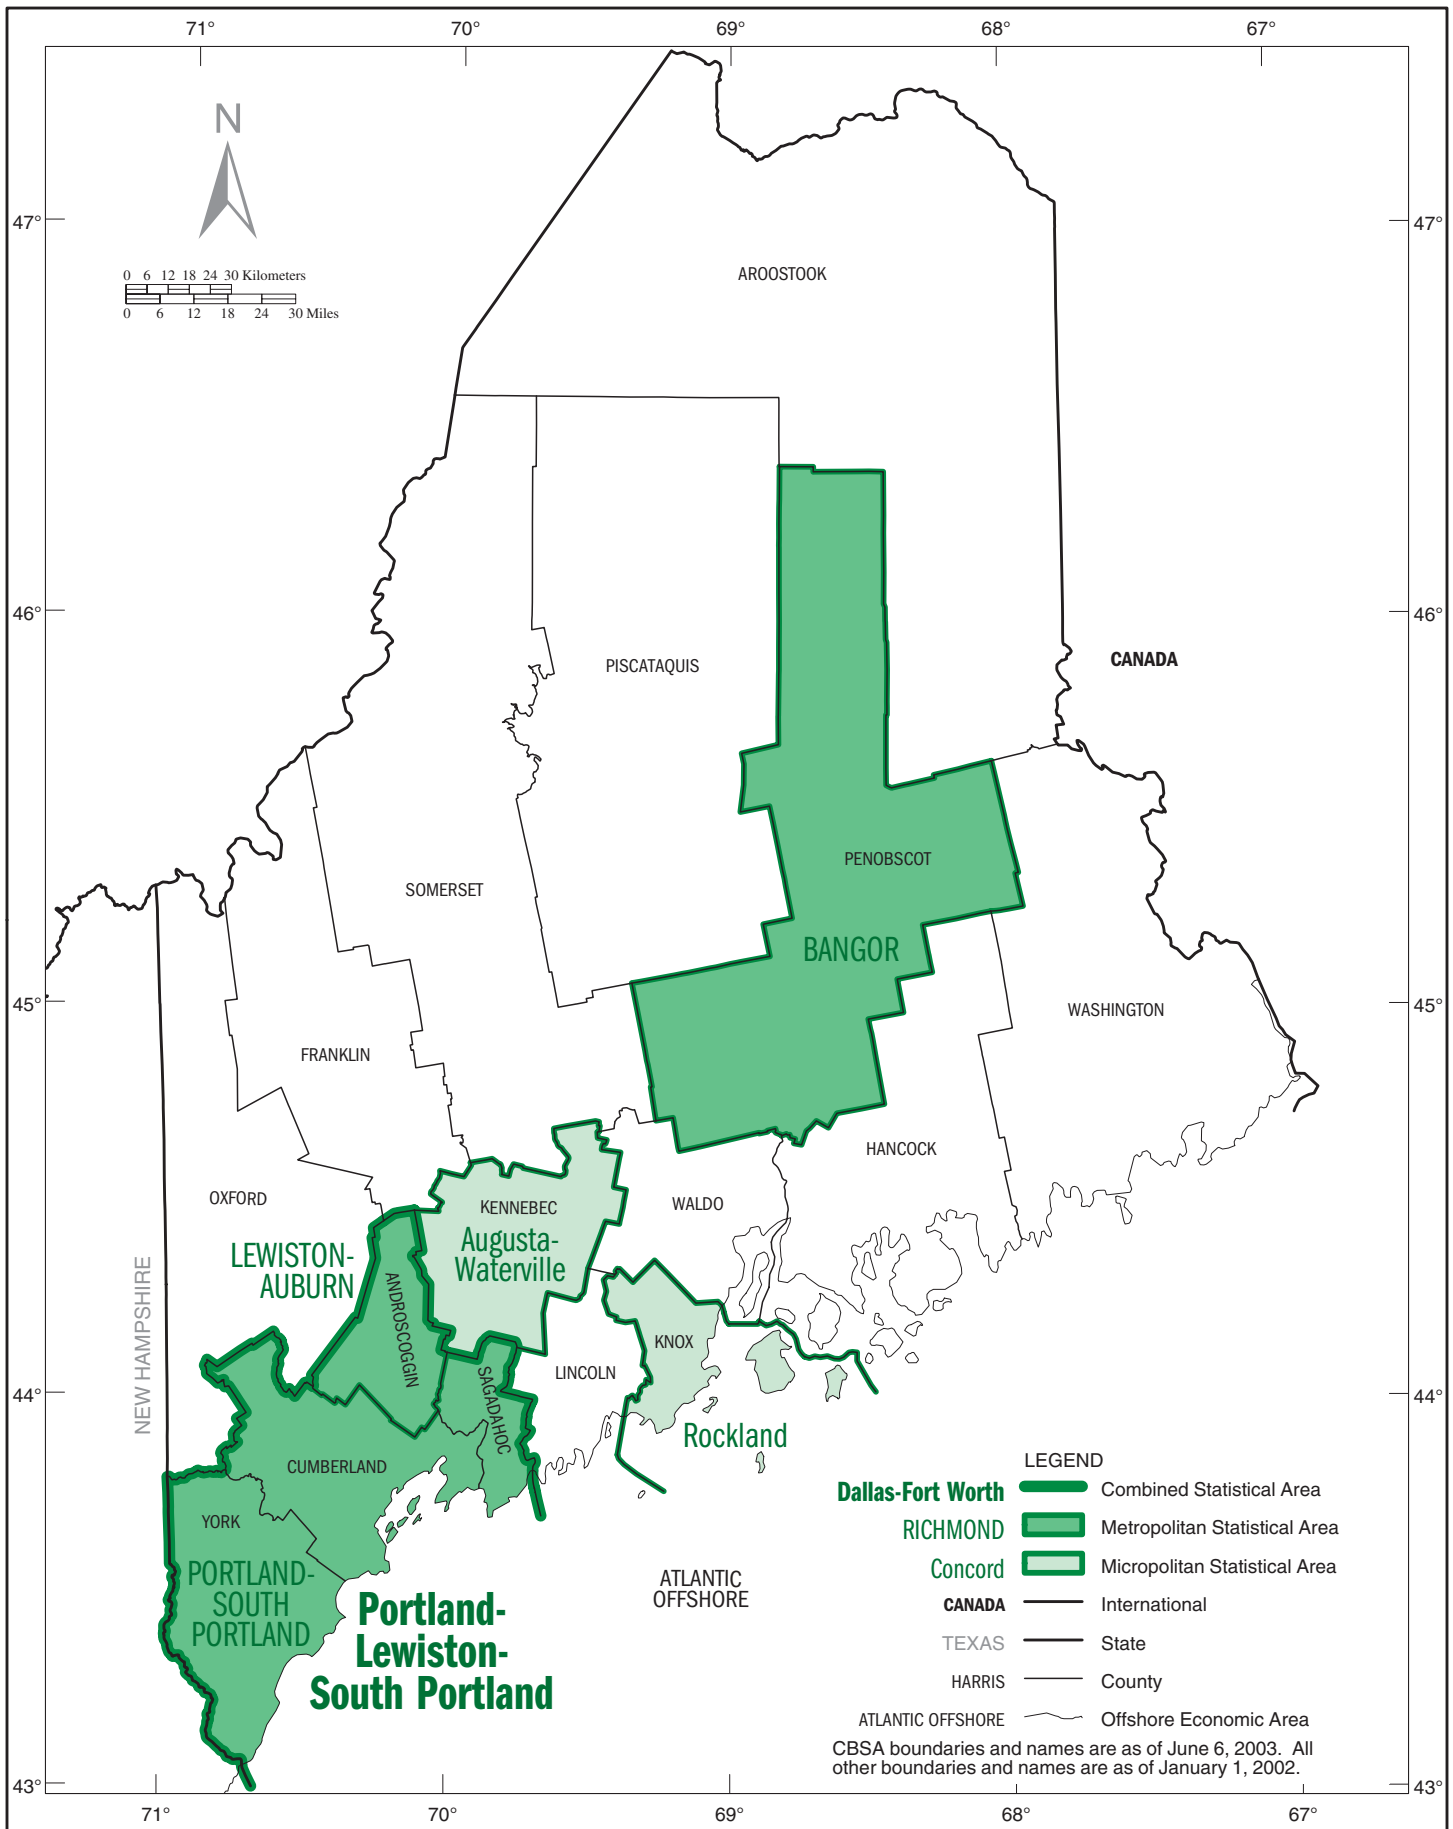 71° 70° 69° 68° 67°
N
47° 47°
0 6 12 18 24 30 Kilometers
0 6 12 18 24 30 Miles
AROOSTOOK
46° 46°
PISCATAQUIS
CANADA
PENOBSCOT
SOMERSET
BANGOR
45° 45°
WASHINGTON
FRANKLIN
HANCOCK
OXFORD
KENNEBEC
WALDO
Augusta-
Waterville
LEWISTON-
AUBURN
ANDROSCOGGIN
NEW HAMPSHIRE
KNOX
LINCOLN
SAGADAHOC
44° 44°
Rockland
CUMBERLAND
YORK
PORTLAND-
SOUTH
PORTLAND
Portland-
Lewiston-
South Portland
ATLANTIC
OFFSHORE
LEGEND
Dallas-Fort Worth Combined Statistical Area
RICHMOND Metropolitan Statistical Area
Concord Micropolitan Statistical Area
CANADA International
TEXAS State
HARRIS County
ATLANTIC OFFSHORE Offshore Economic Area
CBSA boundaries and names are as of June 6, 2003. All
other boundaries and names are as of January 1, 2002.
43° 43°
71° 70° 69° 68° 67°